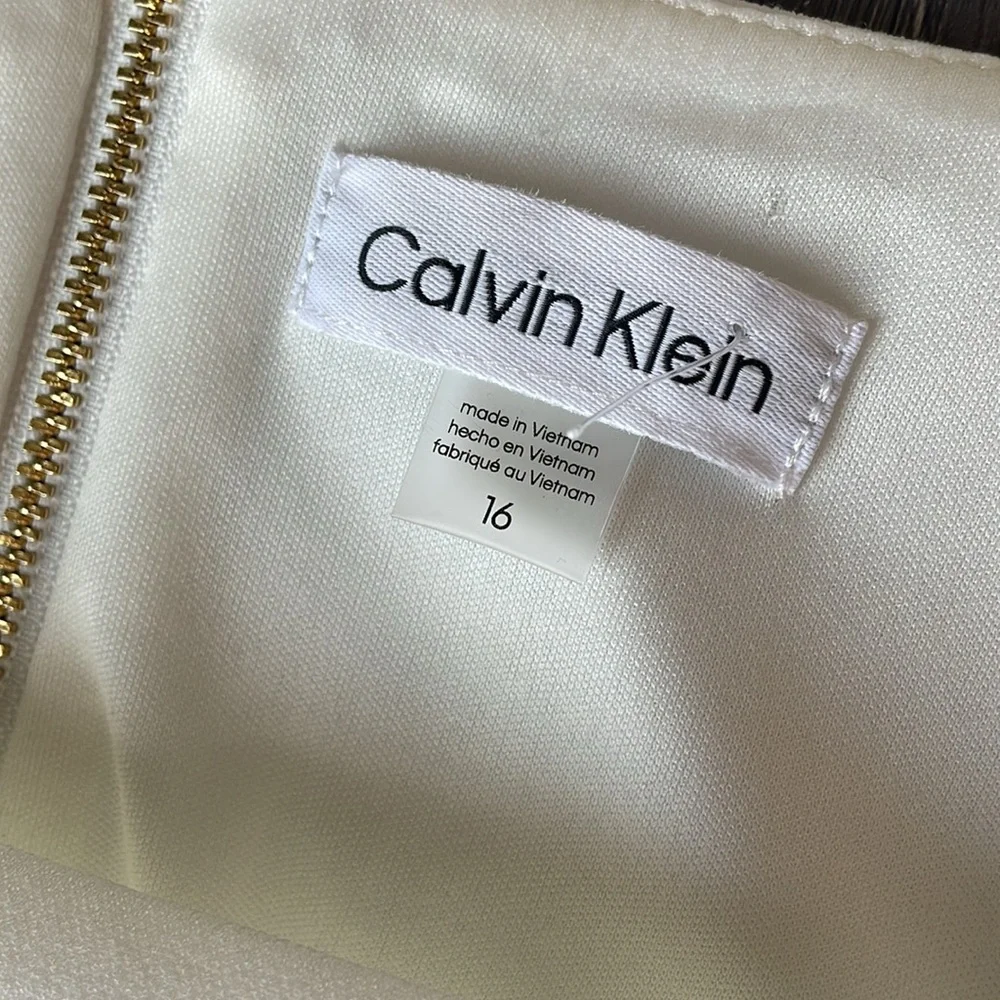 Calvin Klein
made in Vietnam
hecho en Vietnam
fabriqué au Vietnam
16